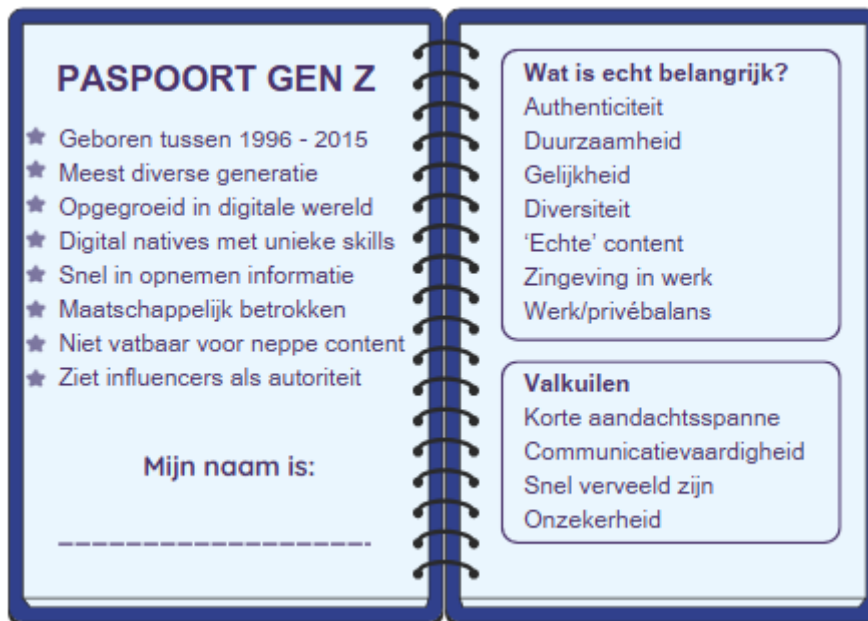 PASPOORT GEN Z
Geboren tussen 1996 - 2015
Meest diverse generatie
Opgegroeid in digitale wereld
Digital natives met unieke skills
Snel in opnemen informatie
Maatschappelijk betrokken
Niet vatbaar voor neppe content
Ziet influencers als autoriteit
Mijn naam is:
Wat is echt belangrijk?
Authenticiteit
Duurzaamheid
Gelijkheid
Diversiteit
‘Echte’ content
Zingeving in werk
Werk/privébalans
Valkuilen
Korte aandachtsspanne
Communicatievaardigheid
Snel verveeld zijn
Onzekerheid